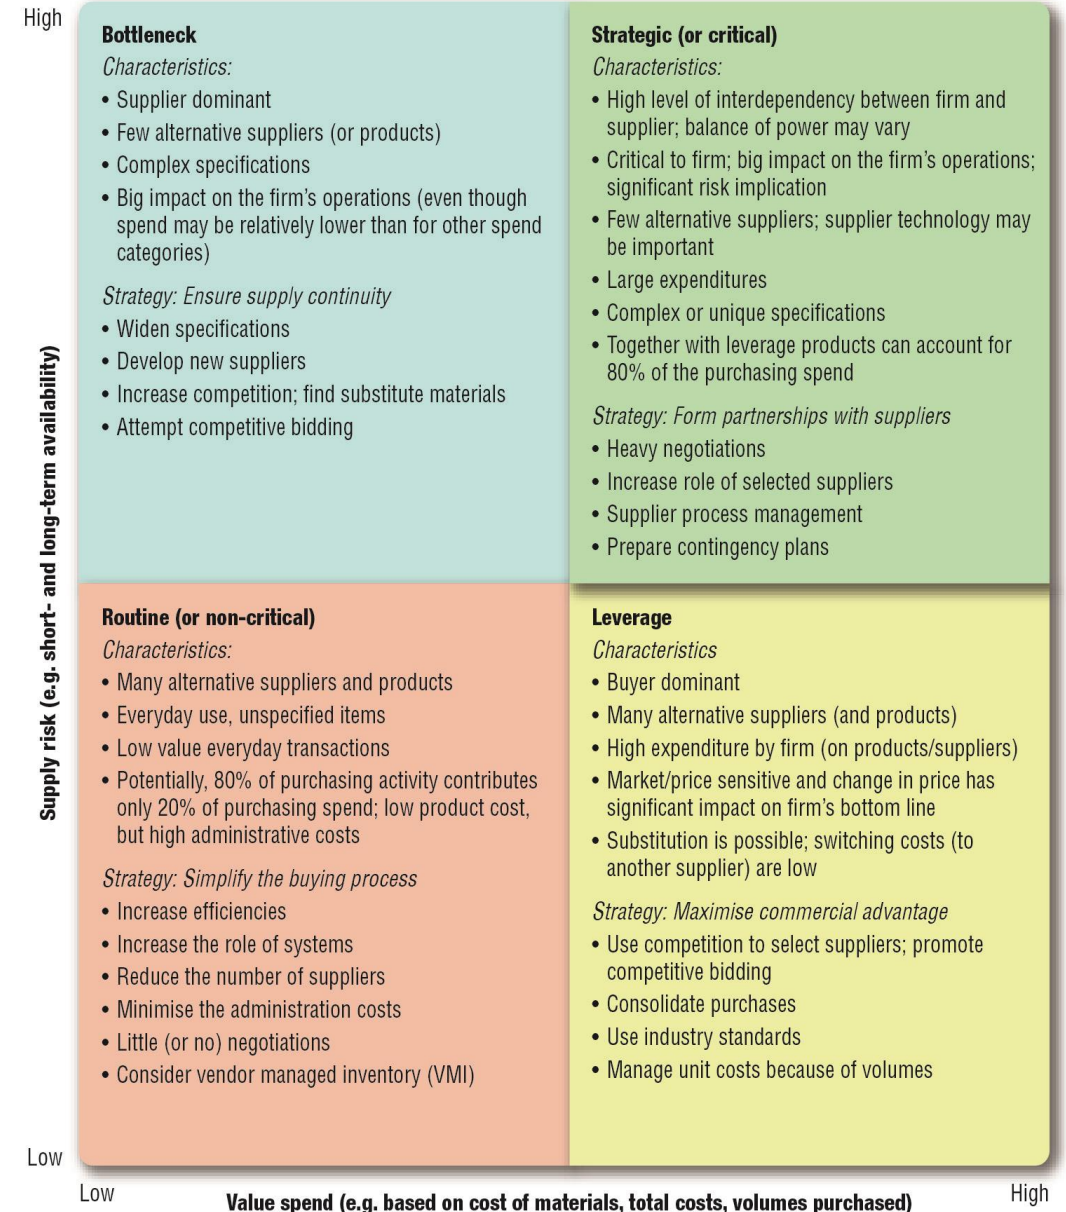 High
Bottleneck
Characteristics:
• Supplier dominant
• Few alternative suppliers (or products)
• Complex specifications
• Big impact on the firm’s operations (even though
spend may be relatively lower than for other spend
categories)
Strategy: Ensure supply continuity
• Widen specifications
• Develop new suppliers
• Increase competition; find substitute materials
• Attempt competitive bidding
Strategic (or critical)
Characteristics:
• High level of interdependency between firm and
supplier; balance of power may vary
• Critical to firm; big impact on the firm’s operations;
significant risk implication
• Few alternative suppliers; supplier technology may
be important
• Large expenditures
• Complex or unique specifications
• Together with leverage products can account for
80% of the purchasing spend
Strategy: Form partnerships with suppliers
• Heavy negotiations
• Increase role of selected suppliers
• Supplier process management
• Prepare contingency plans
Supply risk (e.g. short- and long-term availability)
Routine (or non-critical)
Characteristics:
• Many alternative suppliers and products
• Everyday use, unspecified items
• Low value everyday transactions
• Potentially, 80% of purchasing activity contributes
only 20% of purchasing spend; low product cost,
but high administrative costs
Strategy: Simplify the buying process
• Increase efficiencies
• Increase the role of systems
• Reduce the number of suppliers
• Minimise the administration costs
• Little (or no) negotiations
• Consider vendor managed inventory (VMI)
Leverage
Characteristics
• Buyer dominant
• Many alternative suppliers (and products)
• High expenditure by firm (on products/suppliers)
• Market/price sensitive and change in price has
significant impact on firm’s bottom line
• Substitution is possible; switching costs (to
another supplier) are low
Strategy: Maximise commercial advantage
• Use competition to select suppliers; promote
competitive bidding
• Consolidate purchases
• Use industry standards
• Manage unit costs because of volumes
Low
Low
Value spend (e.g. based on cost of materials, total costs, volumes purchased)
High